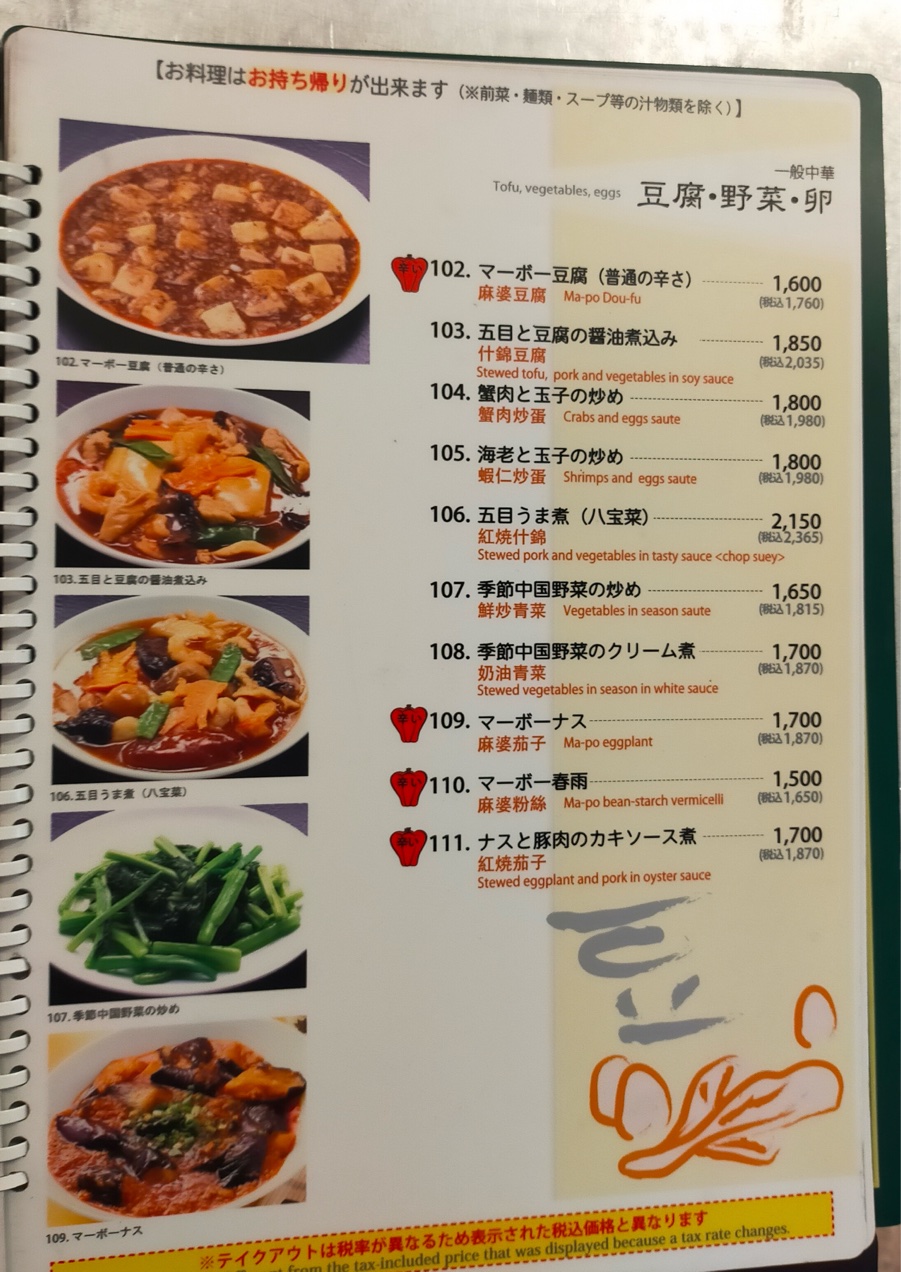 【お料理はお持ち帰りが出来ます（※前菜・麺類・スープ等の汁物類を除く）】
一般中華
Tofu, vegetables, eggs 豆腐・野菜・卵
辛い 102. マーボー豆腐（普通の辛さ） 1,600
麻婆豆腐 Ma-po Dou-fu (税込1,760)
103. 五目と豆腐の醤油煮込み 1,850
什錦豆腐 (税込2,035)
Stewed tofu, pork and vegetables in soy sauce
104. 蟹肉と玉子の炒め 1,800
蟹肉炒蛋 Crabs and eggs saute (税込1,980)
105. 海老と玉子の炒め 1,800
蝦仁炒蛋 Shrimps and eggs saute (税込1,980)
106. 五目うま煮（八宝菜） 2,150
紅焼什錦 (税込2,365)
Stewed pork and vegetables in tasty sauce <chop suey>
107. 季節中国野菜の炒め 1,650
鮮炒青菜 Vegetables in season saute (税込1,815)
108. 季節中国野菜のクリーム煮 1,700
奶油青菜 (税込1,870)
Stewed vegetables in season in white sauce
辛い 109. マーボーナス 1,700
麻婆茄子 Ma-po eggplant (税込1,870)
辛い 110. マーボー春雨 1,500
麻婆粉絲 Ma-po bean-starch vermicelli (税込1,650)
辛い 111. ナスと豚肉のカキソース煮 1,700
紅焼茄子 (税込1,870)
Stewed eggplant and pork in oyster sauce
102.マーボー豆腐（普通の辛さ）
103.五目と豆腐の醤油煮込み
106.五目うま煮（八宝菜）
107.季節中国野菜の炒め
109.マーボーナス
※テイクアウトは税率が異なるため表示された税込価格と異なります
from the tax-included price that was displayed because a tax rate changes.